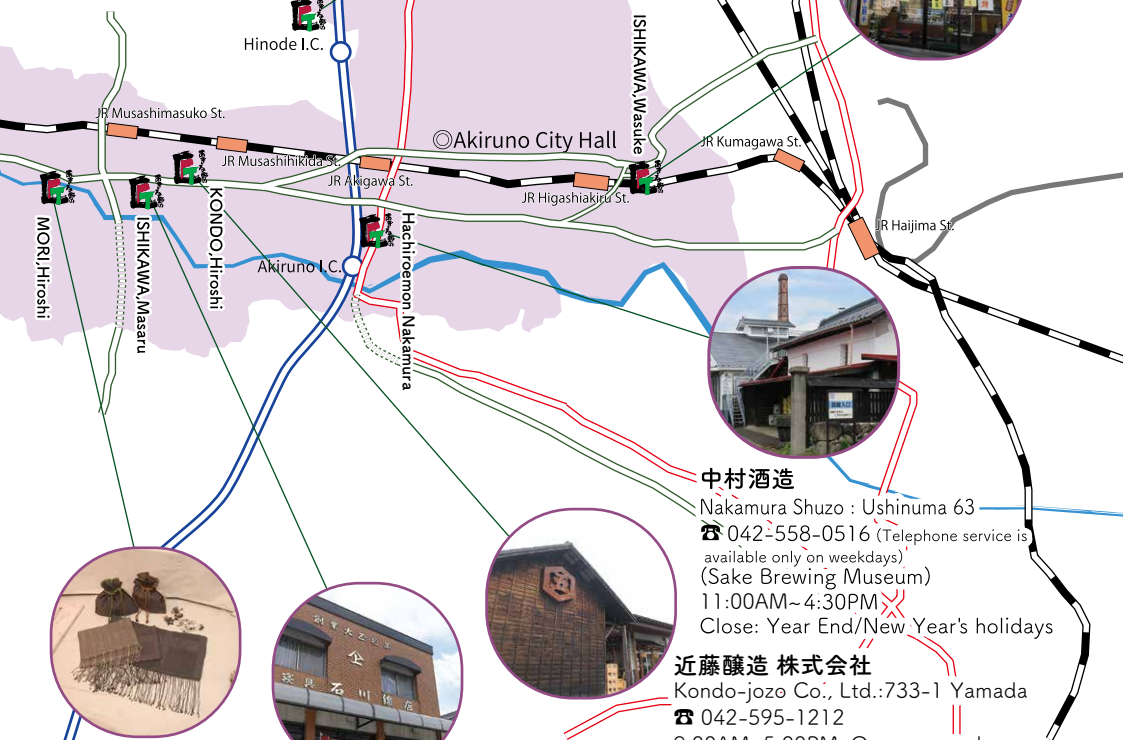 Hinode I.C.
ISHIKAWA,Wasuke
JR Musashimasuko St.
◎Akiruno City Hall
JR Kumagawa St.
JR Musashihikida St.
JR Akigawa St.
JR Higashiakiru St.
MORI,Hiroshi
ISHIKAWA,Masaru
KONDO,Hiroshi
Hachiroemon Nakamura
JR Haijima St.
Akiruno I.C.
中村酒造
Nakamura Shuzo : Ushinuma 63
☎ 042-558-0516 (Telephone service is
available only on weekdays)
(Sake Brewing Museum)
11:00AM~4:30PM
Close: Year End/New Year's holidays
石川綿店
近藤醸造 株式会社
Kondo-jozo Co., Ltd.:733-1 Yamada
☎ 042-595-1212